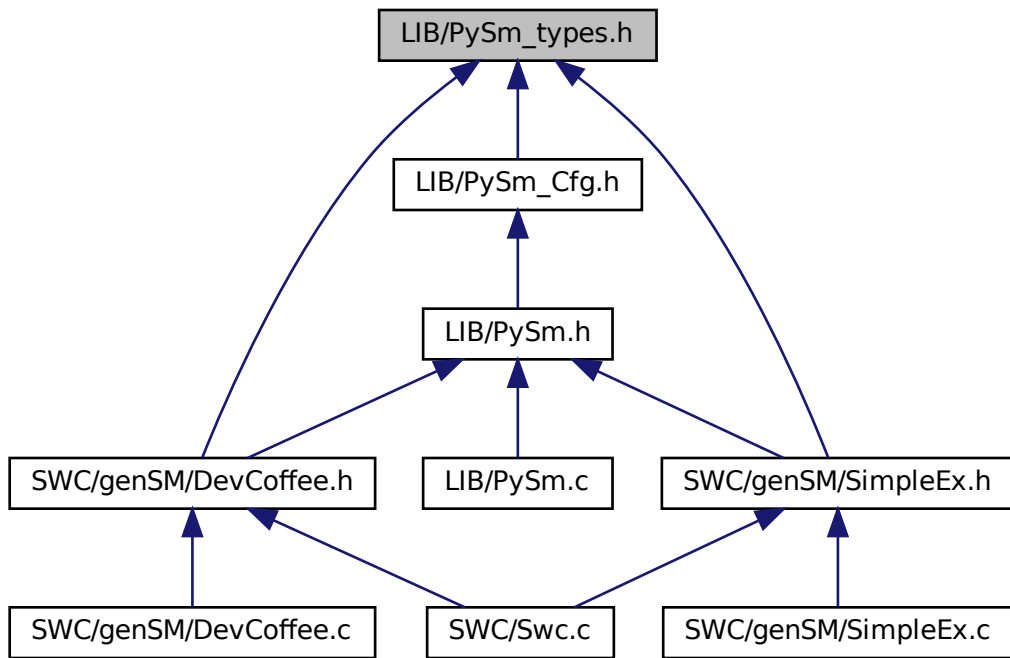 LIB/PySm_types.h
LIB/PySm_Cfg.h
LIB/PySm.h
SWC/genSM/DevCoffee.h
LIB/PySm.c
SWC/genSM/SimpleEx.h
SWC/genSM/DevCoffee.c
SWC/Swc.c
SWC/genSM/SimpleEx.c